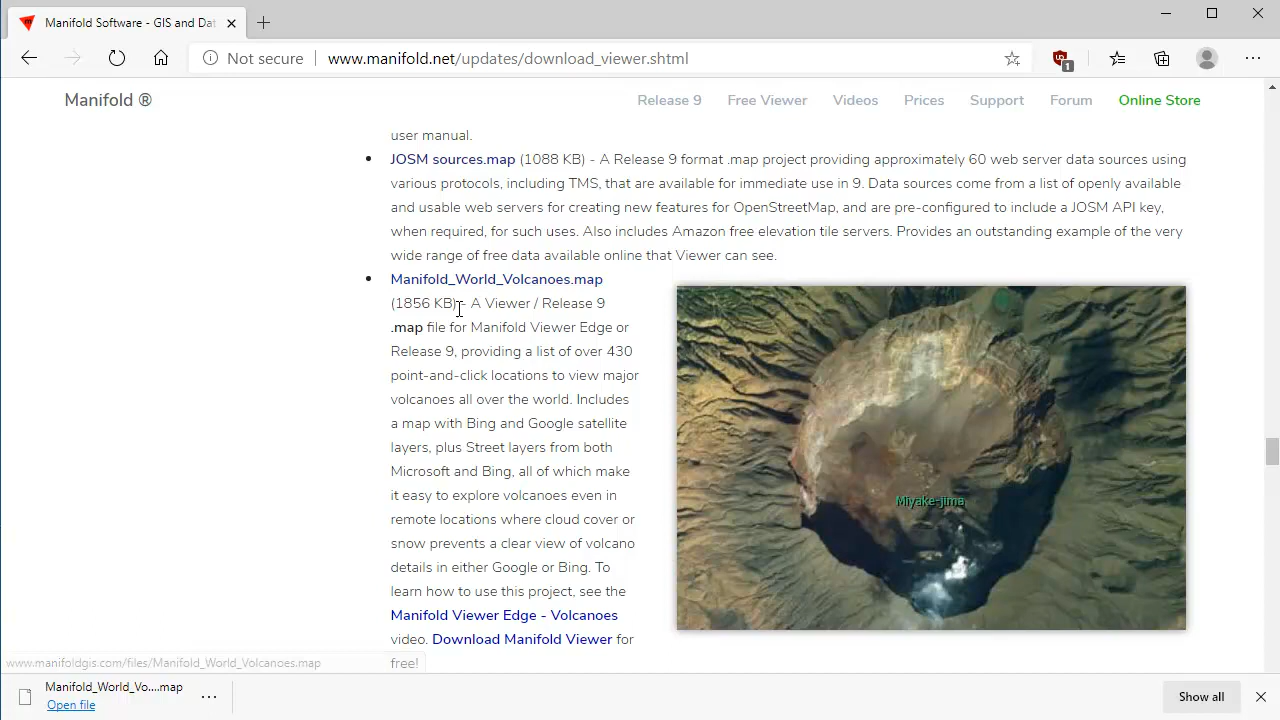 Manifold Software - GIS and Dat
Not secure
www.manifold.net/updates/download_viewer.shtml
1
Manifold ®
Release 9
Free Viewer
Videos
Prices
Support
Forum
Online Store
user manual.
JOSM sources.map (1088 KB) - A Release 9 format .map project providing approximately 60 web server data sources using
various protocols, including TMS, that are available for immediate use in 9. Data sources come from a list of openly available
and usable web servers for creating new features for OpenStreetMap, and are pre-configured to include a JOSM API key,
when required, for such uses. Also includes Amazon free elevation tile servers. Provides an outstanding example of the very
wide range of free data available online that Viewer can see.
Manifold_World_Volcanoes.map
(1856 KB) - A Viewer / Release 9
.map file for Manifold Viewer Edge or
Release 9, providing a list of over 430
point-and-click locations to view major
volcanoes all over the world. Includes
a map with Bing and Google satellite
layers, plus Street layers from both
Microsoft and Bing, all of which make
it easy to explore volcanoes even in
remote locations where cloud cover or
snow prevents a clear view of volcano
details in either Google or Bing. To
learn how to use this project, see the
Manifold Viewer Edge - Volcanoes
video. Download Manifold Viewer for
free!
Miyake-jima
www.manifoldgis.com/files/Manifold_World_Volcanoes.map
Manifold_World_Vo....map
Open file
Show all